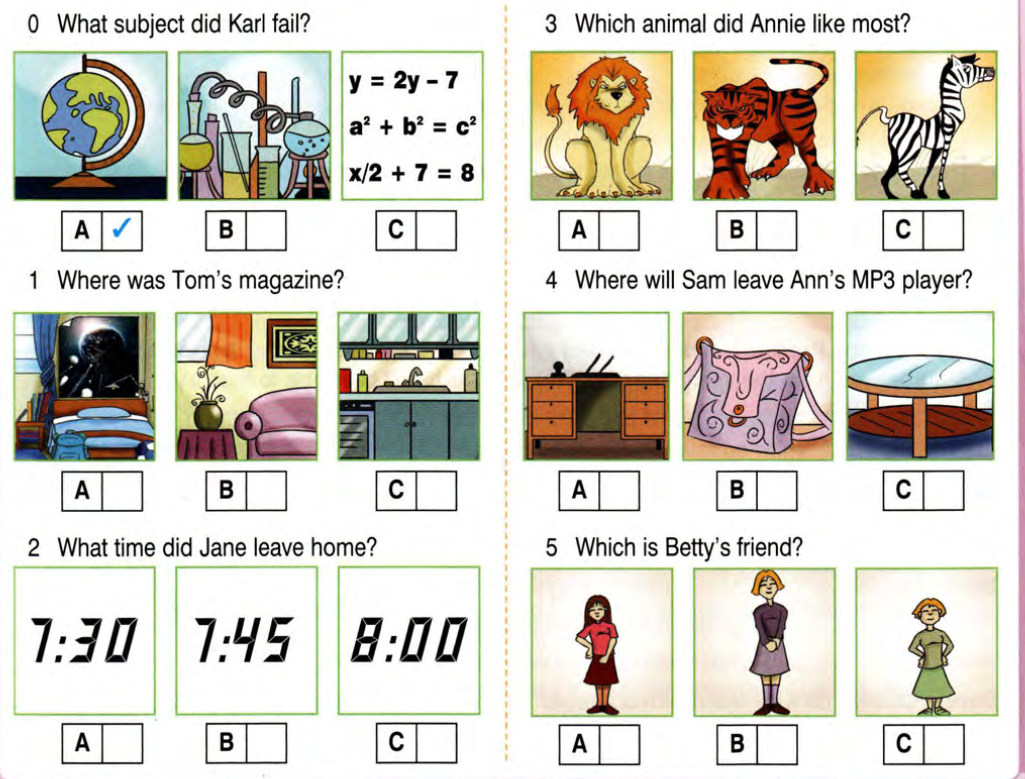 0 What subject did Karl fail?
y = 2y – 7
a² + b² = c²
x/2 + 7 = 8
A ✓ B C
1 Where was Tom's magazine?
A B C
2 What time did Jane leave home?
7:30 7:45 8:00
A B C
3 Which animal did Annie like most?
A B C
4 Where will Sam leave Ann's MP3 player?
A B C
5 Which is Betty's friend?
A B C